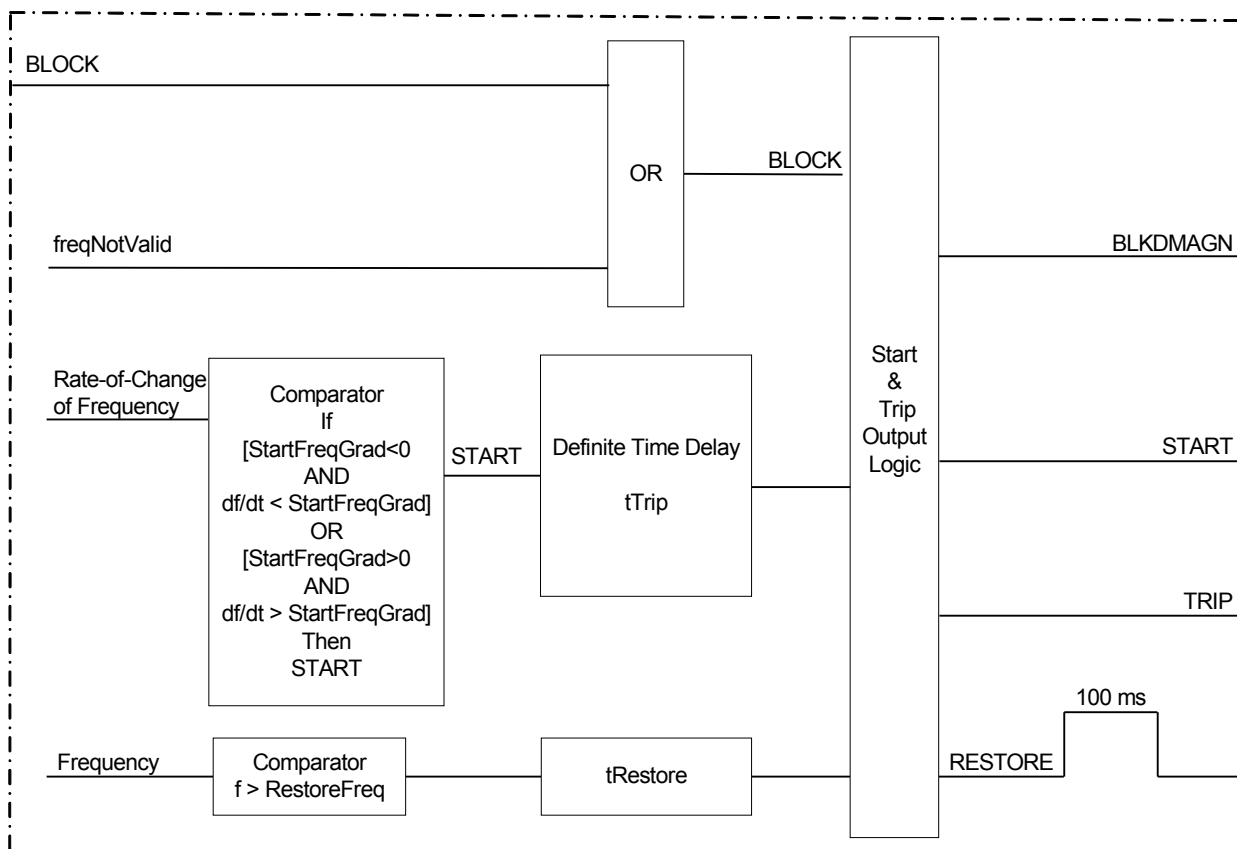 BLOCK
OR
BLOCK
freqNotValid
BLKDMAGN
Rate-of-Change
of Frequency
Comparator
If
[StartFreqGrad<0
AND
df/dt < StartFreqGrad]
OR
[StartFreqGrad>0
AND
df/dt > StartFreqGrad]
Then
START
START
Definite Time Delay
tTrip
Start
&
Trip
Output
Logic
START
TRIP
100 ms
Frequency
Comparator
f > RestoreFreq
tRestore
RESTORE